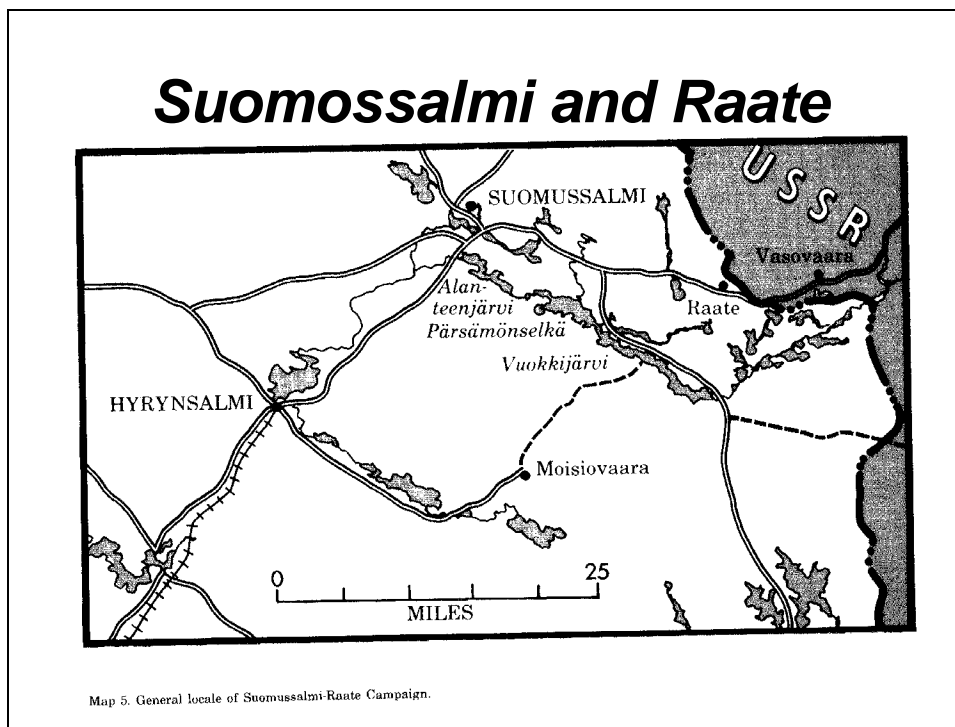 Suomossalmi and Raate
USSR
SUOMUSSALMI
Vasovaara
Alan-
teenjärvi
Raate
Pärsämönselkä
Vuokkijärvi
HYRYNSALMI
Moisiovaara
0 25
MILES
Map 5. General locale of Suomussalmi-Raate Campaign.